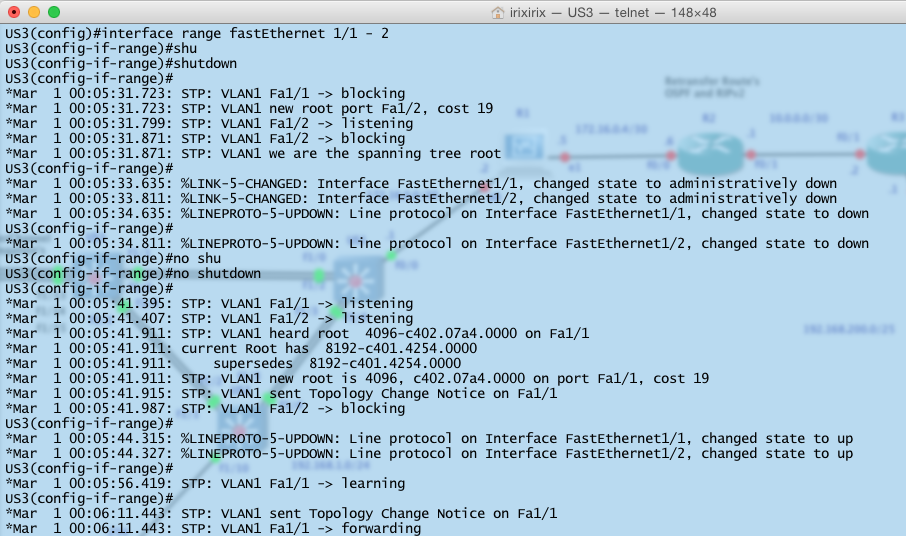 irixirix — US3 — telnet — 148×48
US3(config)#interface range fastEthernet 1/1 - 2
US3(config-if-range)#shu
US3(config-if-range)#shutdown
US3(config-if-range)#
*Mar  1 00:05:31.723: STP: VLAN1 Fa1/1 -> blocking
*Mar  1 00:05:31.723: STP: VLAN1 new root port Fa1/2, cost 19
*Mar  1 00:05:31.799: STP: VLAN1 Fa1/2 -> listening
*Mar  1 00:05:31.871: STP: VLAN1 Fa1/2 -> blocking
*Mar  1 00:05:31.871: STP: VLAN1 we are the spanning tree root
US3(config-if-range)#
*Mar  1 00:05:33.635: %LINK-5-CHANGED: Interface FastEthernet1/1, changed state to administratively down
*Mar  1 00:05:33.811: %LINK-5-CHANGED: Interface FastEthernet1/2, changed state to administratively down
*Mar  1 00:05:34.635: %LINEPROTO-5-UPDOWN: Line protocol on Interface FastEthernet1/1, changed state to down
US3(config-if-range)#
*Mar  1 00:05:34.811: %LINEPROTO-5-UPDOWN: Line protocol on Interface FastEthernet1/2, changed state to down
US3(config-if-range)#no shu
US3(config-if-range)#no shutdown
US3(config-if-range)#
*Mar  1 00:05:41.395: STP: VLAN1 Fa1/1 -> listening
*Mar  1 00:05:41.407: STP: VLAN1 Fa1/2 -> listening
*Mar  1 00:05:41.911: STP: VLAN1 heard root  4096-c402.07a4.0000 on Fa1/1
*Mar  1 00:05:41.911: current Root has  8192-c401.4254.0000
*Mar  1 00:05:41.911:     supersedes  8192-c401.4254.0000
*Mar  1 00:05:41.911: STP: VLAN1 new root is 4096, c402.07a4.0000 on port Fa1/1, cost 19
*Mar  1 00:05:41.915: STP: VLAN1 sent Topology Change Notice on Fa1/1
*Mar  1 00:05:41.987: STP: VLAN1 Fa1/2 -> blocking
US3(config-if-range)#
*Mar  1 00:05:44.315: %LINEPROTO-5-UPDOWN: Line protocol on Interface FastEthernet1/1, changed state to up
*Mar  1 00:05:44.327: %LINEPROTO-5-UPDOWN: Line protocol on Interface FastEthernet1/2, changed state to up
US3(config-if-range)#
*Mar  1 00:05:56.419: STP: VLAN1 Fa1/1 -> learning
US3(config-if-range)#
*Mar  1 00:06:11.443: STP: VLAN1 sent Topology Change Notice on Fa1/1
*Mar  1 00:06:11.443: STP: VLAN1 Fa1/1 -> forwarding